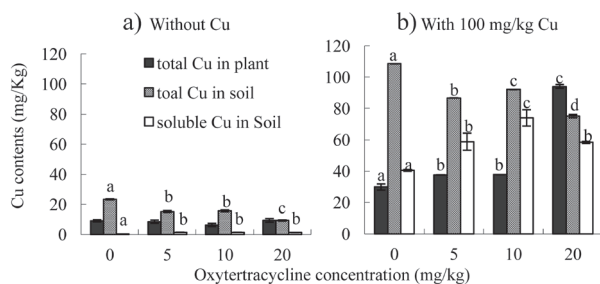 a) Without Cu
b) With 100 mg/kg Cu
Cu contents (mg/Kg)
120
100
80
60
40
20
0
total Cu in plant
toal Cu in soil
soluble Cu in Soil
a
a
b
b
b
b
c
b
0
5
10
20
120
100
80
60
40
20
0
a
a
a
b
b
b
b
c
c
c
d
b
0
5
10
20
Oxytertracycline concentration (mg/kg)